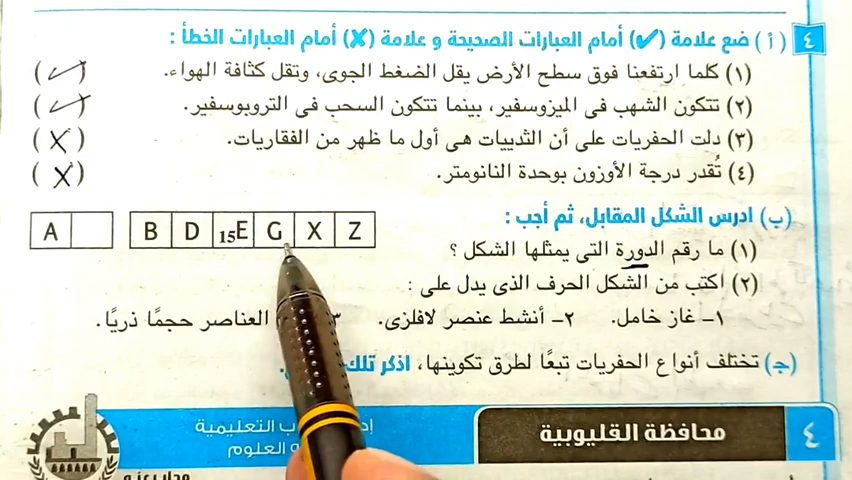 ٤ (أ) ضع علامة (✔) أمام العبارات الصحيحة و علامة (✘) أمام العبارات الخطأ :
(١) كلما ارتفعنا فوق سطح الأرض يقل الضغط الجوى، وتقل كثافة الهواء. (✓)
(٢) تتكون الشهب فى الميزوسفير، بينما تتكون السحب فى التروبوسفير. (✓)
(٣) دلت الحفريات على أن الثدييات هى أول ما ظهر من الفقاريات. (X)
(٤) تُقدر درجة الأوزون بوحدة النانومتر. (X)
(ب) ادرس الشكل المقابل، ثم أجب :
A B D 15E G X Z
(١) ما رقم الدورة التى يمثلها الشكل ؟
(٢) اكتب من الشكل الحرف الذى يدل على :
١- غاز خامل. ٢- أنشط عنصر لافلزى. ٣ العناصر حجمًا ذريًا.
(ج) تختلف أنواع الحفريات تبعًا لطرق تكوينها، اذكر تلك
٤ محافظة القليوبية
التعليمية
العلوم